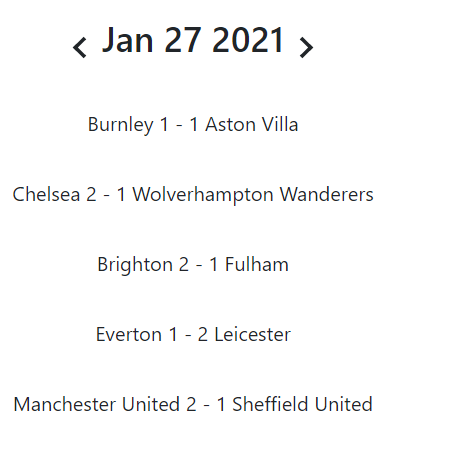 Jan 27 2021
Burnley 1 - 1 Aston Villa
Chelsea 2 - 1 Wolverhampton Wanderers
Brighton 2 - 1 Fulham
Everton 1 - 2 Leicester
Manchester United 2 - 1 Sheffield United